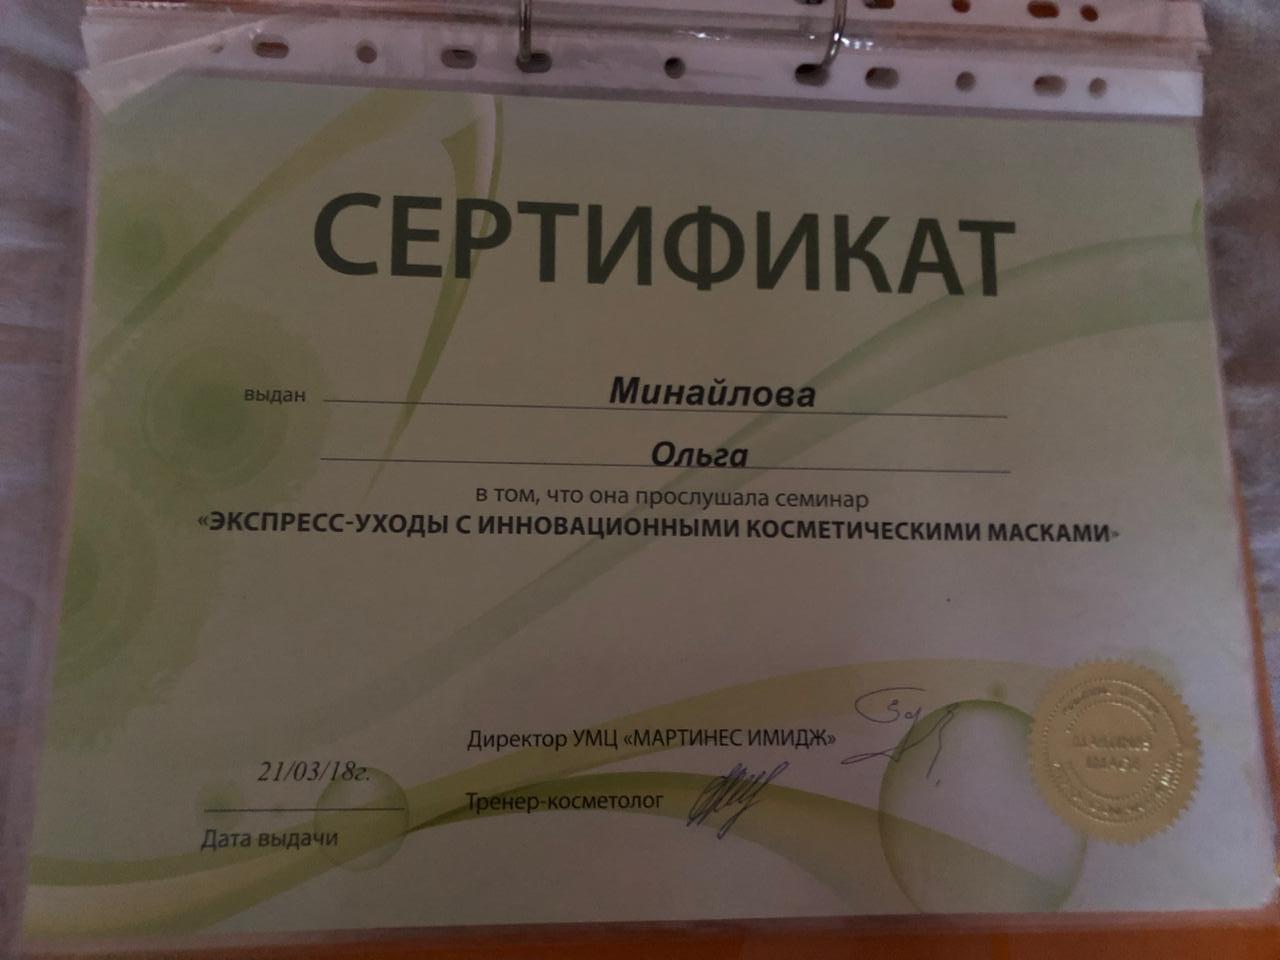 СЕРТИФИКАТ
выдан Минайлова
Ольга
в том, что она прослушала семинар
«ЭКСПРЕСС-УХОДЫ С ИННОВАЦИОННЫМИ КОСМЕТИЧЕСКИМИ МАСКАМИ»
Директор УМЦ «МАРТИНЕС ИМИДЖ»
21/03/18г.
Тренер-косметолог
Дата выдачи